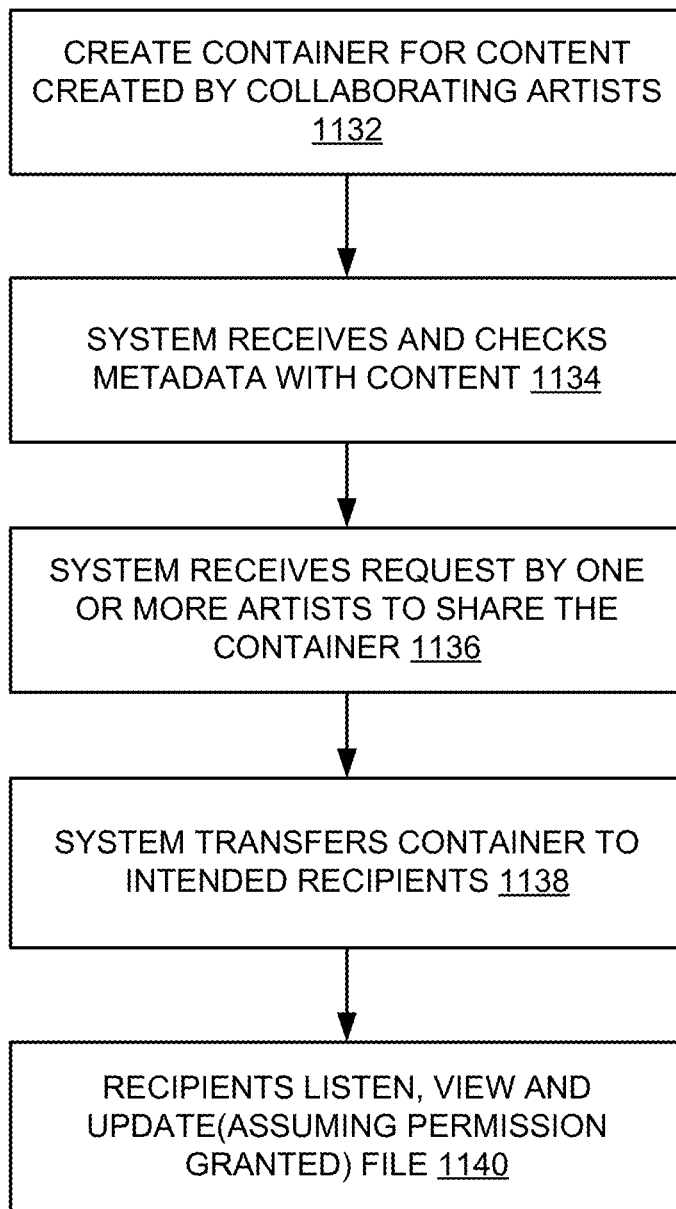 CREATE CONTAINER FOR CONTENT
CREATED BY COLLABORATING ARTISTS
1132
SYSTEM RECEIVES AND CHECKS
METADATA WITH CONTENT 1134
SYSTEM RECEIVES REQUEST BY ONE
OR MORE ARTISTS TO SHARE THE
CONTAINER 1136
SYSTEM TRANSFERS CONTAINER TO
INTENDED RECIPIENTS 1138
RECIPIENTS LISTEN, VIEW AND
UPDATE(ASSUMING PERMISSION
GRANTED) FILE 1140